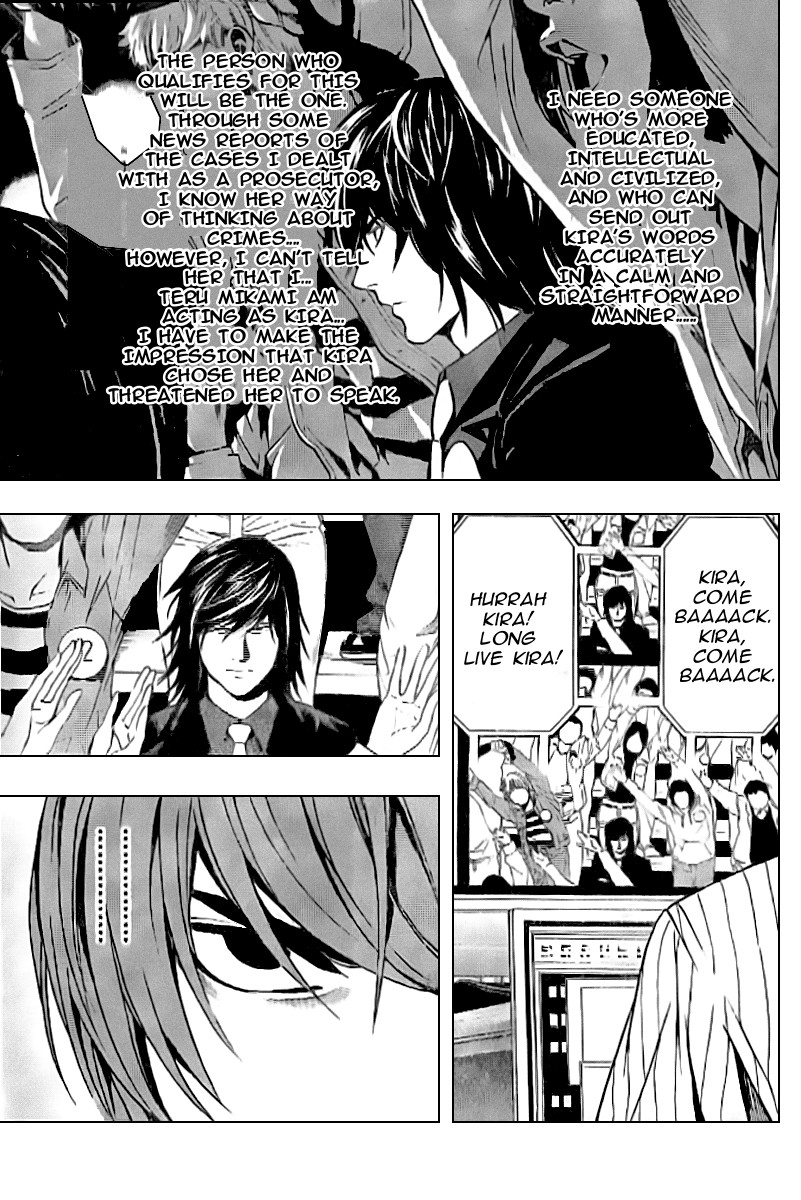 I NEED SOMEONE
WHO'S MORE
EDUCATED,
INTELLECTUAL
AND CIVILIZED,
AND WHO CAN
SEND OUT
KIRA'S WORDS
ACCURATELY
IN A CALM AND
STRAIGHTFORWARD
MANNER.....
THE PERSON WHO
QUALIFIES FOR THIS
WILL BE THE ONE.
THROUGH SOME
NEWS REPORTS OF
THE CASES I DEALT
WITH AS A PROSECUTOR,
I KNOW HER WAY
OF THINKING ABOUT
CRIMES....
HOWEVER, I CAN'T TELL
HER THAT I...
TERU MIKAMI AM
ACTING AS KIRA...
I HAVE TO MAKE THE
IMPRESSION THAT KIRA
CHOSE HER AND
THREATENED HER TO SPEAK.
KIRA,
COME
BAAAACK.
KIRA,
COME
BAAAACK.
HURRAH
KIRA!
LONG
LIVE KIRA!